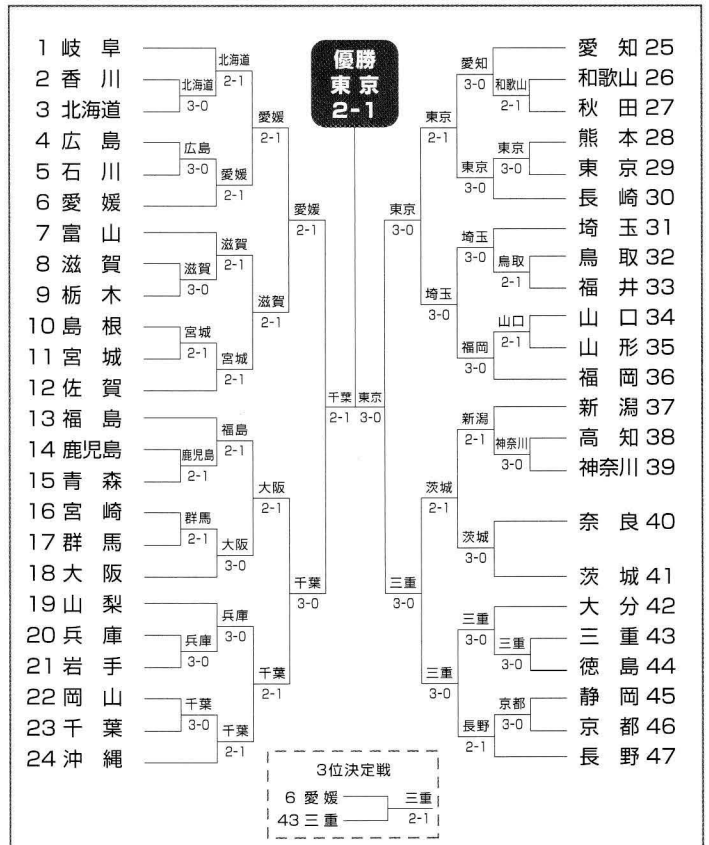 優勝
東京
2-1
1 岐阜
2 香川
3 北海道
4 広島
5 石川
6 愛媛
7 富山
8 滋賀
9 栃木
10 島根
11 宮城
12 佐賀
13 福島
14 鹿児島
15 青森
16 宮崎
17 群馬
18 大阪
19 山梨
20 兵庫
21 岩手
22 岡山
23 千葉
24 沖縄
北海道
3-0
広島
3-0
滋賀
3-0
宮城
2-1
鹿児島
2-1
群馬
2-1
兵庫
3-0
千葉
3-0
北海道
2-1
愛媛
2-1
滋賀
2-1
宮城
2-1
福島
2-1
大阪
3-0
兵庫
3-0
千葉
2-1
愛媛
2-1
滋賀
2-1
大阪
2-1
千葉
2-1
愛媛
2-1
千葉
3-0
千葉
2-1
東京
3-0
東京
3-0
三重
3-0
東京
2-1
埼玉
3-0
茨城
2-1
三重
3-0
愛知
3-0
東京
3-0
埼玉
3-0
福岡
3-0
新潟
2-1
茨城
3-0
三重
3-0
長野
2-1
和歌山
2-1
東京
3-0
鳥取
2-1
山口
2-1
神奈川
3-0
三重
3-0
京都
3-0
愛知 25
和歌山 26
秋田 27
熊本 28
東京 29
長崎 30
埼玉 31
鳥取 32
福井 33
山口 34
山形 35
福岡 36
新潟 37
高知 38
神奈川 39
奈良 40
茨城 41
大分 42
三重 43
徳島 44
静岡 45
京都 46
長野 47
3位決定戦
6 愛媛
43 三重
三重
2-1